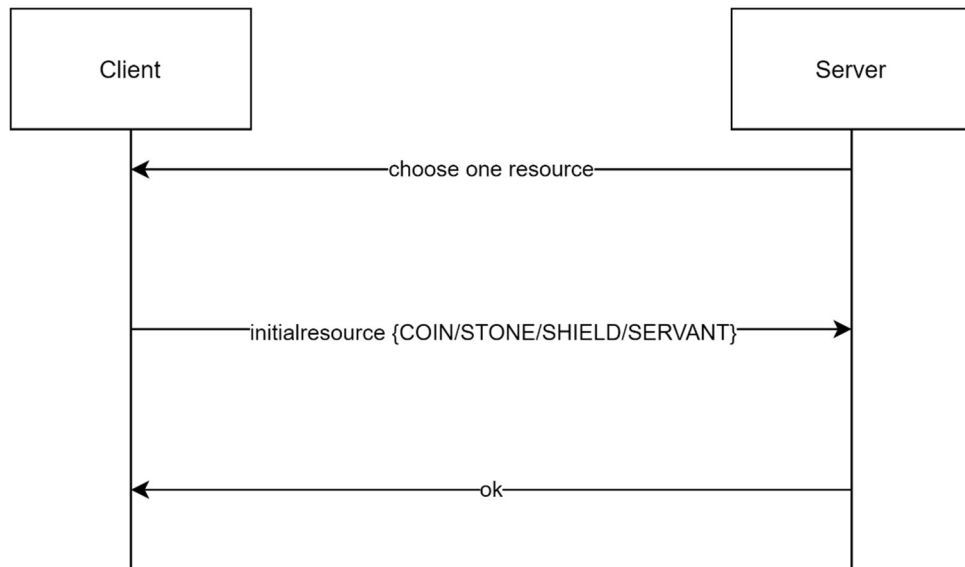 Client
Server
choose one resource
initialresource {COIN/STONE/SHIELD/SERVANT}
ok